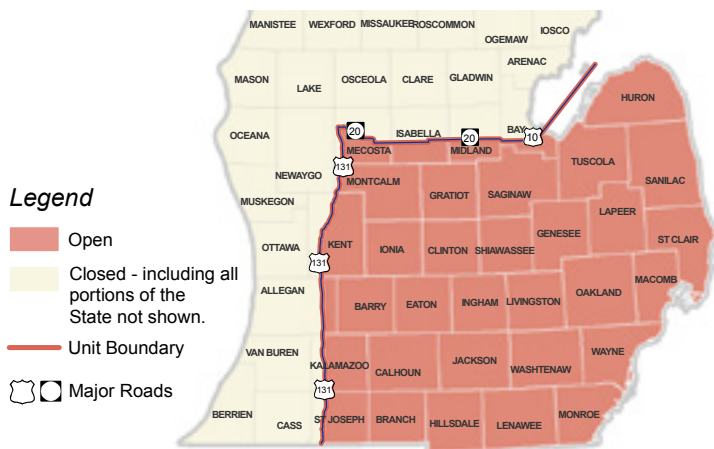 MANISTEE WEXFORD MISSAUKEE ROSCOMMON
IOSCO
OGEMAW
ARENAC
MASON LAKE OSCEOLA CLARE GLADWIN
HURON
OCEANA 20 ISABELLA 20 BAY 10
MECOSTA MIDLAND
TUSCOLA
131
NEWAYGO MONTCALM SANILAC
GRATIOT SAGINAW
MUSKEGON
LAPEER
GENESEE
OTTAWA KENT IONIA CLINTON SHIAWASSEE ST CLAIR
131
ALLEGAN MACOMB
OAKLAND
BARRY EATON INGHAM LIVINGSTON
VAN BUREN WAYNE
KALAMAZOO CALHOUN JACKSON WASHTENAW
131
BERRIEN CASS ST JOSEPH BRANCH HILLSDALE LENAWEE MONROE
Legend
Open
Closed - including all
portions of the
State not shown.
Unit Boundary
Major Roads